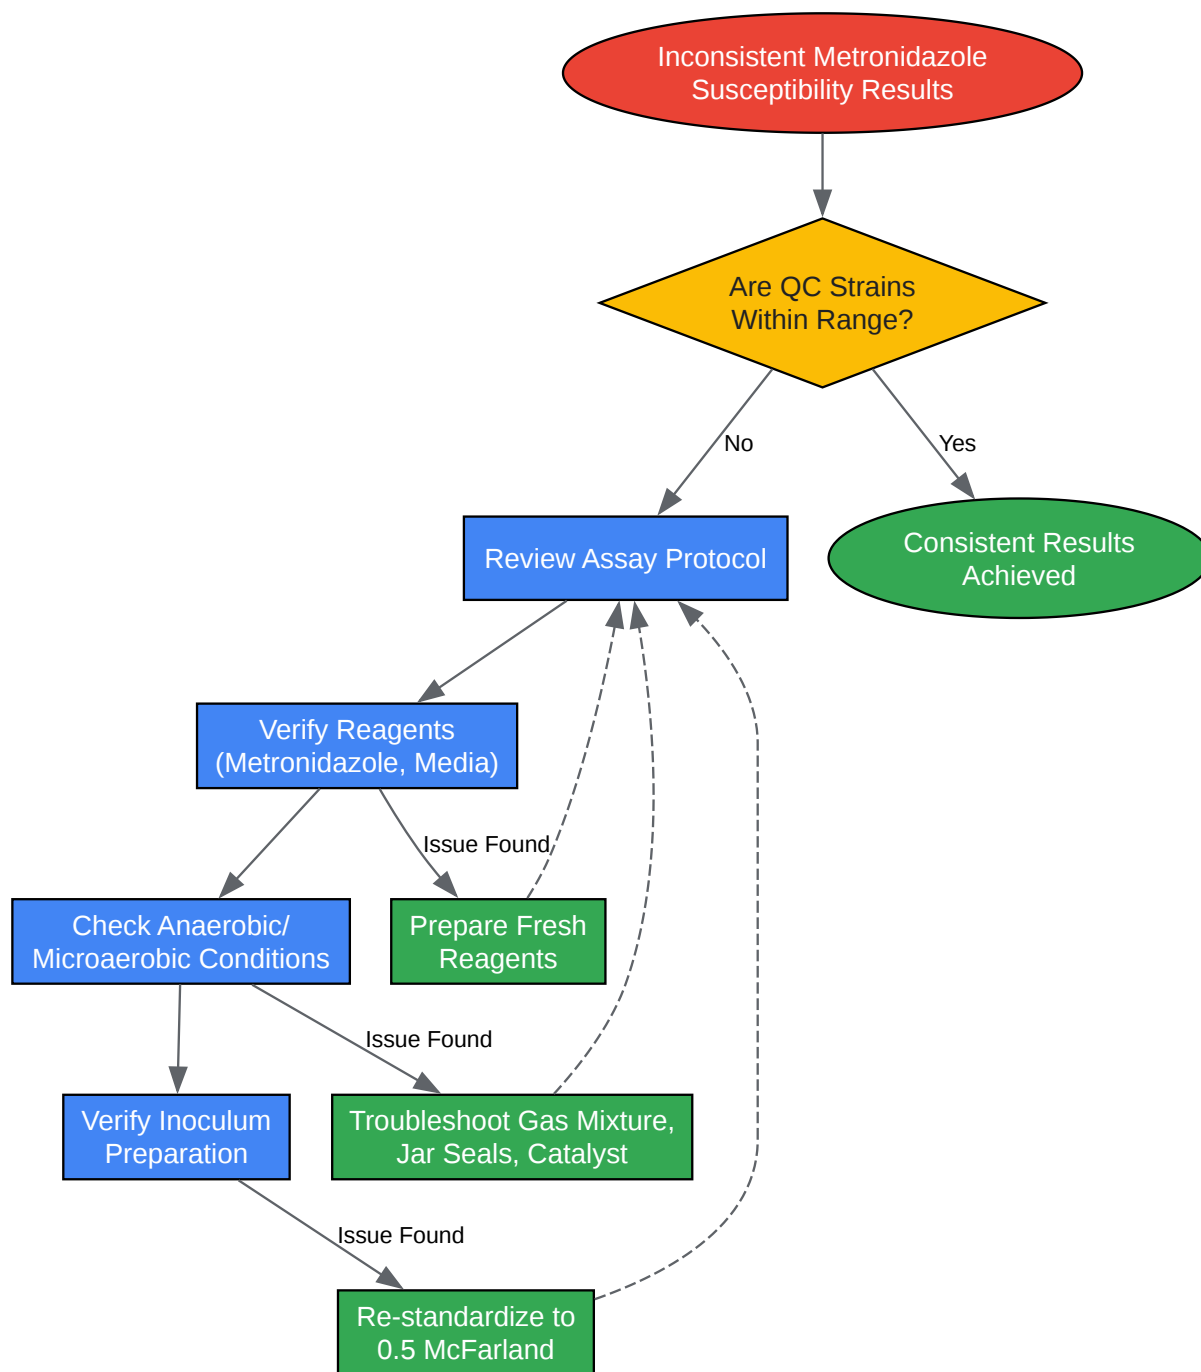 Inconsistent Metronidazole
Susceptibility Results
Are QC Strains
Within Range?
No
Yes
Review Assay Protocol
Consistent Results
Achieved
Verify Reagents
(Metronidazole, Media)
Issue Found
Check Anaerobic/
Microaerobic Conditions
Prepare Fresh
Reagents
Issue Found
Verify Inoculum
Preparation
Troubleshoot Gas Mixture,
Jar Seals, Catalyst
Issue Found
Re-standardize to
0.5 McFarland